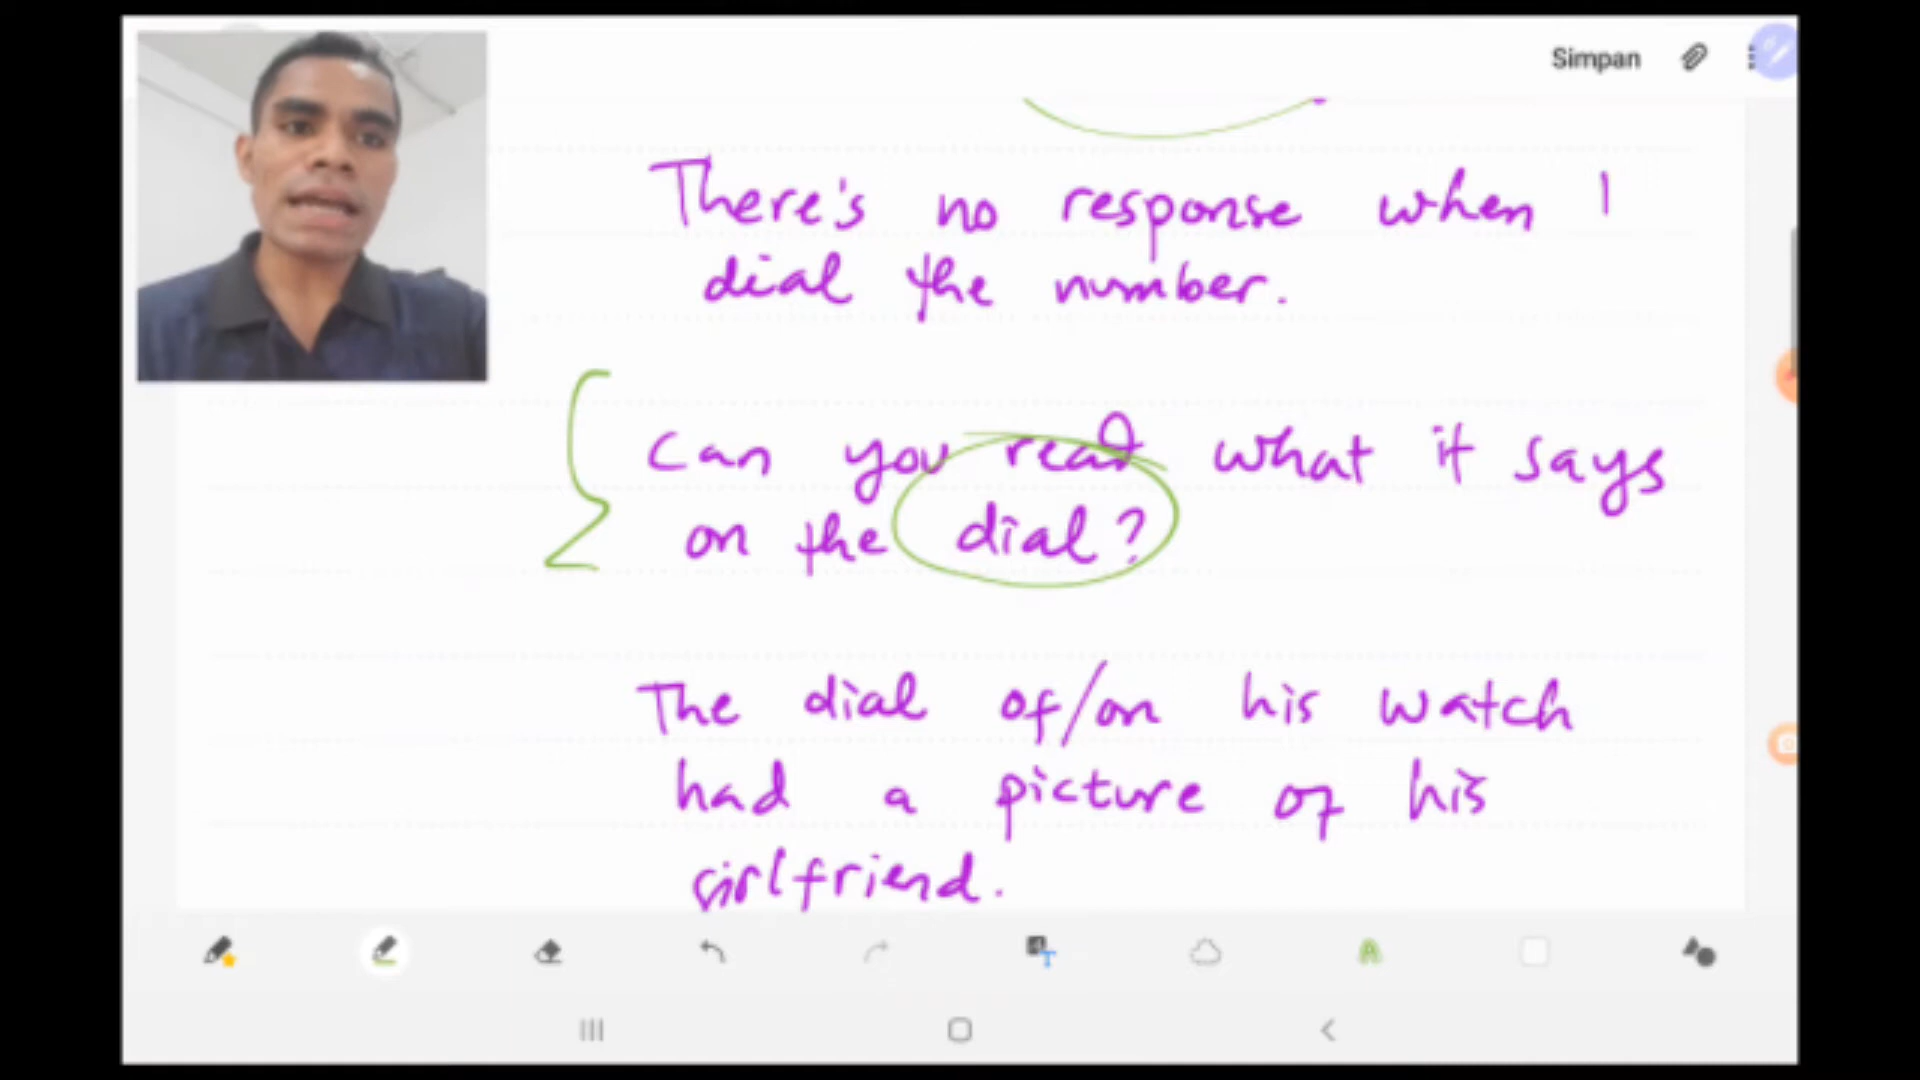 Simpan
There's no response when I
dial the number.
Can you read what it says
on the dial?
The dial of/on his watch
had a picture of his
girlfriend.